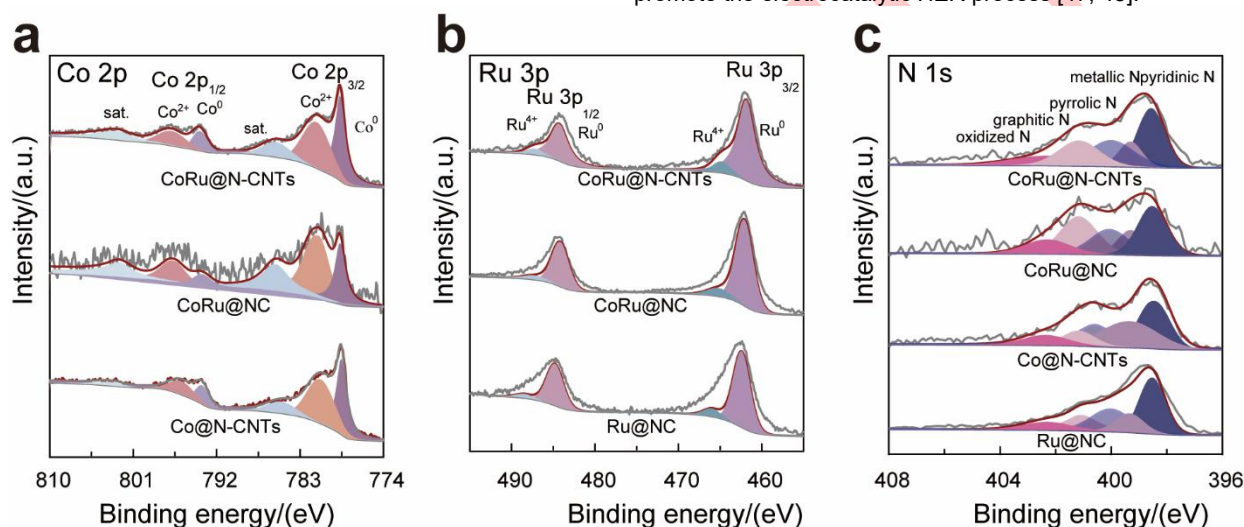 a
Co 2p
Co 2p1/2
Co 2p3/2
sat.
Co2+
Co0
sat.
Co2+
Co0
CoRu@N-CNTs
CoRu@NC
Co@N-CNTs
Intensity/(a.u.)
810 801 792 783 774
Binding energy/(eV)
b
Ru 3p
Ru 3p1/2
Ru 3p3/2
Ru4+
Ru0
Ru4+
Ru0
CoRu@N-CNTs
CoRu@NC
Ru@NC
Intensity/(a.u.)
490 480 470 460
Binding energy/(eV)
c
N 1s
metallic Npyridinic N
pyrrolic N
graphitic N
oxidized N
CoRu@N-CNTs
CoRu@NC
Co@N-CNTs
Ru@NC
Intensity/(a.u.)
408 404 400 396
Binding energy/(eV)